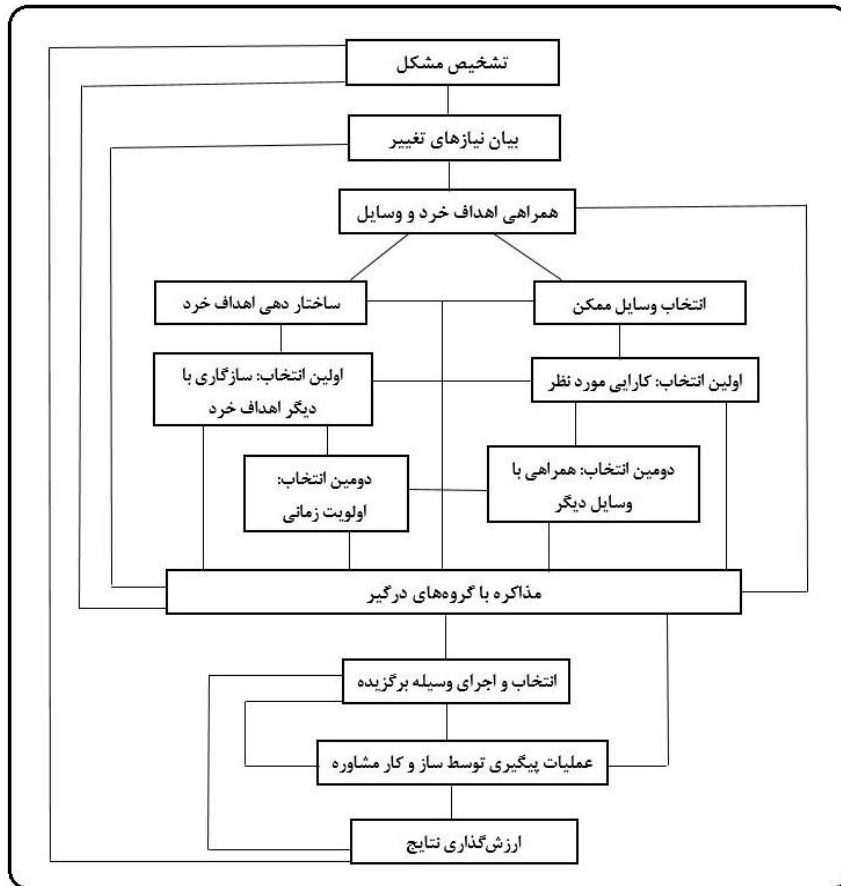 تشخیص مشکل
بیان نیازهای تغییر
همراهی اهداف خرد و وسایل
ساختار دهی اهداف خرد
انتخاب وسایل ممکن
اولین انتخاب: سازگاری با
دیگر اهداف خرد
اولین انتخاب: کارایی مورد نظر
دومین انتخاب:
اولویت زمانی
دومین انتخاب: همراهی با
وسایل دیگر
مذاکره با گروه‌های درگیر
انتخاب و اجرای وسیله برگزیده
عملیات پیگیری توسط ساز و کار مشاوره
ارزش‌گذاری نتایج